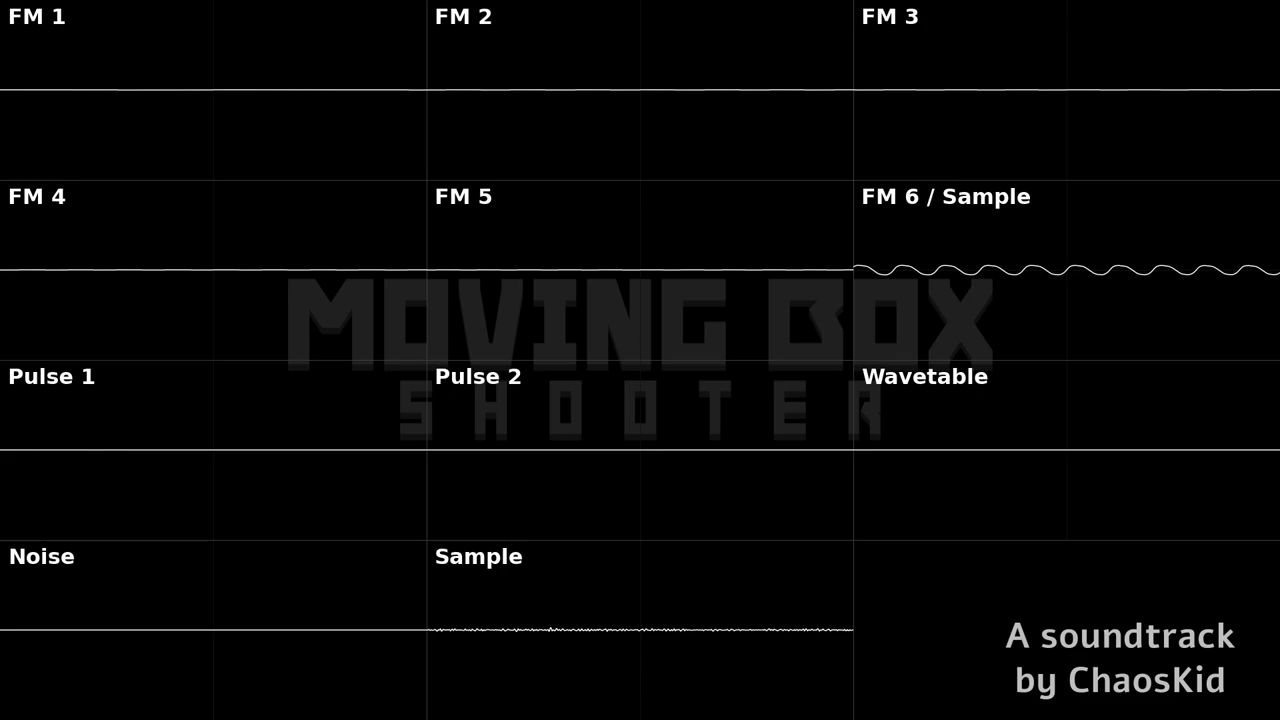 FM 1
FM 2
FM 3
FM 4
FM 5
FM 6 / Sample
MOVING BOX
SHOOTER
Pulse 1
Pulse 2
Wavetable
Noise
Sample
A soundtrack
by ChaosKid